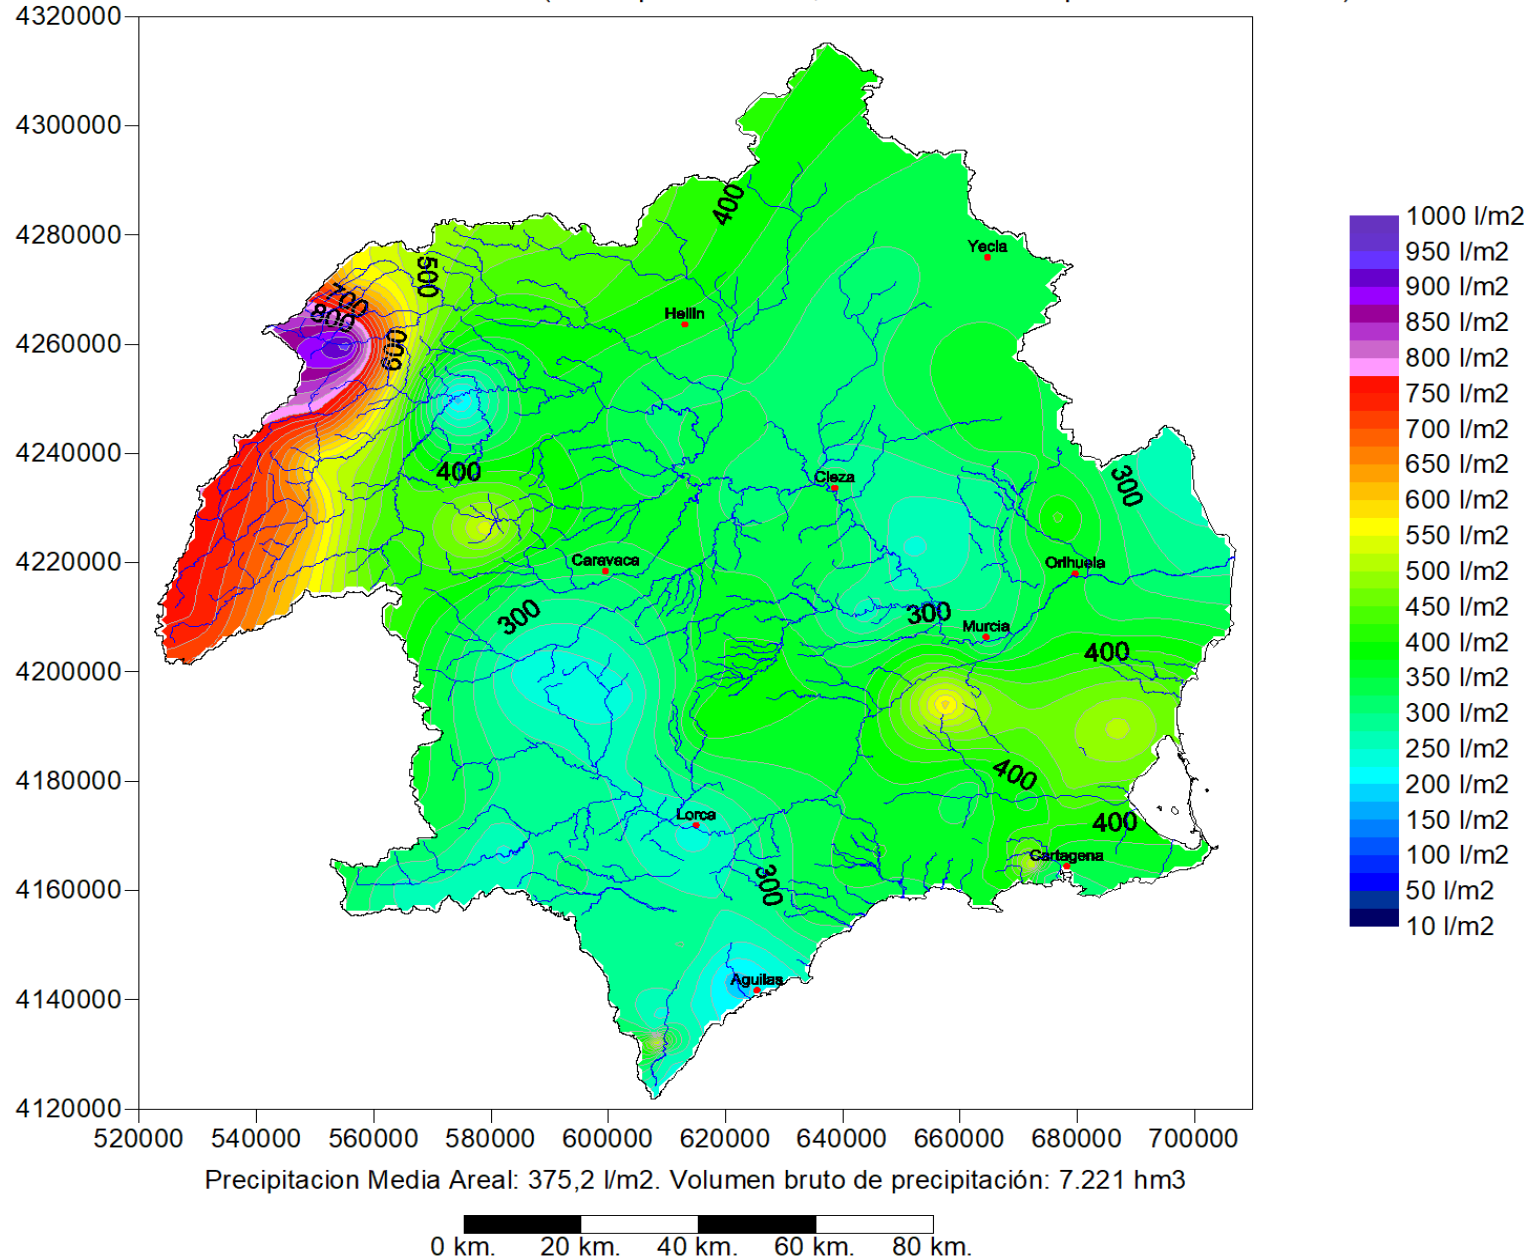 4320000
4300000
4280000
4260000
4240000
4220000
4200000
4180000
4160000
4140000
4120000
520000 540000 560000 580000 600000 620000 640000 660000 680000 700000
400
Yecla
500
700
800
Hellin
600
400
Cieza
300
Caravaca
Orihuela
300
300
Murcia
400
400
Lorca
400
Cartagena
300
Aguilas
1000 l/m2
950 l/m2
900 l/m2
850 l/m2
800 l/m2
750 l/m2
700 l/m2
650 l/m2
600 l/m2
550 l/m2
500 l/m2
450 l/m2
400 l/m2
350 l/m2
300 l/m2
250 l/m2
200 l/m2
150 l/m2
100 l/m2
50 l/m2
10 l/m2
Precipitacion Media Areal: 375,2 l/m2. Volumen bruto de precipitación: 7.221 hm3
0 km. 20 km. 40 km. 60 km. 80 km.